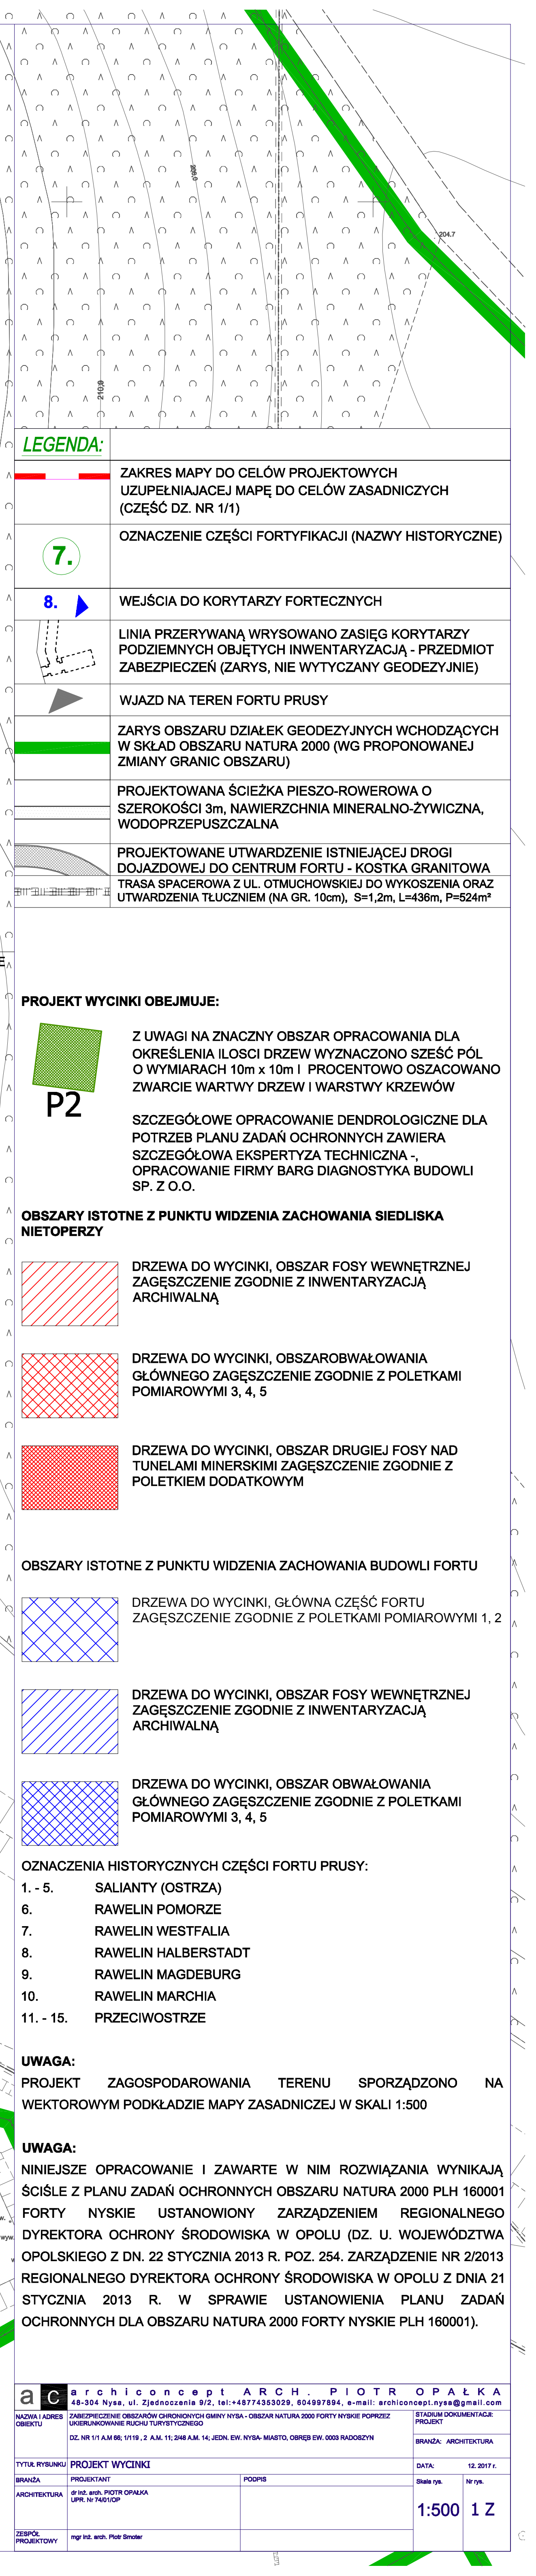 209,0
204.7
210,0
LEGENDA:
ZAKRES MAPY DO CELÓW PROJEKTOWYCH
UZUPEŁNIAJACEJ MAPĘ DO CELÓW ZASADNICZYCH
(CZĘŚĆ DZ. NR 1/1)
7.
OZNACZENIE CZĘŚCI FORTYFIKACJI (NAZWY HISTORYCZNE)
8.
WEJŚCIA DO KORYTARZY FORTECZNYCH
LINIA PRZERYWANĄ WRYSOWANO ZASIĘG KORYTARZY
PODZIEMNYCH OBJĘTYCH INWENTARYZACJĄ - PRZEDMIOT
ZABEZPIECZEŃ (ZARYS, NIE WYTYCZANY GEODEZYJNIE)
WJAZD NA TEREN FORTU PRUSY
ZARYS OBSZARU DZIAŁEK GEODEZYJNYCH WCHODZĄCYCH
W SKŁAD OBSZARU NATURA 2000 (WG PROPONOWANEJ
ZMIANY GRANIC OBSZARU)
PROJEKTOWANA ŚCIEŻKA PIESZO-ROWEROWA O
SZEROKOŚCI 3m, NAWIERZCHNIA MINERALNO-ŻYWICZNA,
WODOPRZEPUSZCZALNA
PROJEKTOWANE UTWARDZENIE ISTNIEJĄCEJ DROGI
DOJAZDOWEJ DO CENTRUM FORTU - KOSTKA GRANITOWA
TRASA SPACEROWA Z UL. OTMUCHOWSKIEJ DO WYKOSZENIA ORAZ
UTWARDZENIA TŁUCZNIEM (NA GR. 10cm), S=1,2m, L=436m, P=524m²
E
PROJEKT WYCINKI OBEJMUJE:
P2
Z UWAGI NA ZNACZNY OBSZAR OPRACOWANIA DLA
OKREŚLENIA ILOSCI DRZEW WYZNACZONO SZEŚĆ PÓL
O WYMIARACH 10m x 10m I PROCENTOWO OSZACOWANO
ZWARCIE WARTWY DRZEW I WARSTWY KRZEWÓW
SZCZEGÓŁOWE OPRACOWANIE DENDROLOGICZNE DLA
POTRZEB PLANU ZADAŃ OCHRONNYCH ZAWIERA
SZCZEGÓŁOWA EKSPERTYZA TECHNICZNA -,
OPRACOWANIE FIRMY BARG DIAGNOSTYKA BUDOWLI
SP. Z O.O.
OBSZARY ISTOTNE Z PUNKTU WIDZENIA ZACHOWANIA SIEDLISKA
NIETOPERZY
DRZEWA DO WYCINKI, OBSZAR FOSY WEWNĘTRZNEJ
ZAGĘSZCZENIE ZGODNIE Z INWENTARYZACJĄ
ARCHIWALNĄ
DRZEWA DO WYCINKI, OBSZAROBWAŁOWANIA
GŁÓWNEGO ZAGĘSZCZENIE ZGODNIE Z POLETKAMI
POMIAROWYMI 3, 4, 5
DRZEWA DO WYCINKI, OBSZAR DRUGIEJ FOSY NAD
TUNELAMI MINERSKIMI ZAGĘSZCZENIE ZGODNIE Z
POLETKIEM DODATKOWYM
OBSZARY ISTOTNE Z PUNKTU WIDZENIA ZACHOWANIA BUDOWLI FORTU
DRZEWA DO WYCINKI, GŁÓWNA CZĘŚĆ FORTU
ZAGĘSZCZENIE ZGODNIE Z POLETKAMI POMIAROWYMI 1, 2
DRZEWA DO WYCINKI, OBSZAR FOSY WEWNĘTRZNEJ
ZAGĘSZCZENIE ZGODNIE Z INWENTARYZACJĄ
ARCHIWALNĄ
DRZEWA DO WYCINKI, OBSZAR OBWAŁOWANIA
GŁÓWNEGO ZAGĘSZCZENIE ZGODNIE Z POLETKAMI
POMIAROWYMI 3, 4, 5
OZNACZENIA HISTORYCZNYCH CZĘŚCI FORTU PRUSY:
1. - 5. SALIANTY (OSTRZA)
6. RAWELIN POMORZE
7. RAWELIN WESTFALIA
8. RAWELIN HALBERSTADT
9. RAWELIN MAGDEBURG
10. RAWELIN MARCHIA
11. - 15. PRZECIWOSTRZE
UWAGA:
PROJEKT ZAGOSPODAROWANIA TERENU SPORZĄDZONO NA
WEKTOROWYM PODKŁADZIE MAPY ZASADNICZEJ W SKALI 1:500
UWAGA:
NINIEJSZE OPRACOWANIE I ZAWARTE W NIM ROZWIĄZANIA WYNIKAJĄ
ŚCIŚLE Z PLANU ZADAŃ OCHRONNYCH OBSZARU NATURA 2000 PLH 160001
FORTY NYSKIE USTANOWIONY ZARZĄDZENIEM REGIONALNEGO
DYREKTORA OCHRONY ŚRODOWISKA W OPOLU (DZ. U. WOJEWÓDZTWA
OPOLSKIEGO Z DN. 22 STYCZNIA 2013 R. POZ. 254. ZARZĄDZENIE NR 2/2013
REGIONALNEGO DYREKTORA OCHRONY ŚRODOWISKA W OPOLU Z DNIA 21
STYCZNIA 2013 R. W SPRAWIE USTANOWIENIA PLANU ZADAŃ
OCHRONNYCH DLA OBSZARU NATURA 2000 FORTY NYSKIE PLH 160001).
wyw.
ac archiconcept ARCH. PIOTR OPAŁKA
48-304 Nysa, ul. Zjednoczenia 9/2, tel:+48774353029, 604997894, e-mail: archiconcept.nysa@gmail.com
NAZWA I ADRES
OBIEKTU
ZABEZPIECZENIE OBSZARÓW CHRONIONYCH GMINY NYSA - OBSZAR NATURA 2000 FORTY NYSKIE POPRZEZ
UKIERUNKOWANIE RUCHU TURYSTYCZNEGO
DZ. NR 1/1 A.M 66; 1/119 , 2 A.M. 11; 2/48 A.M. 14; JEDN. EW. NYSA- MIASTO, OBRĘB EW. 0003 RADOSZYN
STADIUM DOKUMENTACJI:
PROJEKT
BRANŻA: ARCHITEKTURA
TYTUŁ RYSUNKU PROJEKT WYCINKI
DATA: 12. 2017 r.
BRANŻA PROJEKTANT PODPIS
Skala rys. Nr rys.
ARCHITEKTURA
dr inż. arch. PIOTR OPAŁKA
UPR. Nr 74/01/OP
1:500 1 Z
ZESPÓŁ
PROJEKTOWY
mgr inż. arch. Piotr Smoter